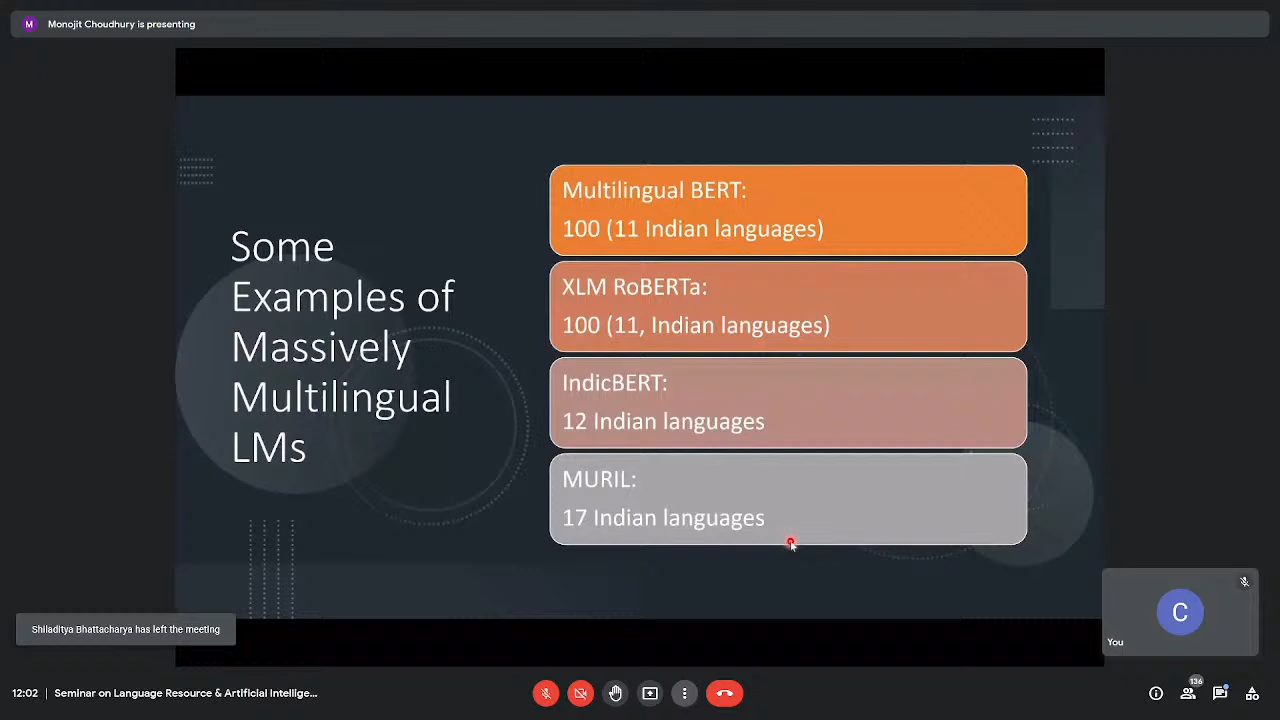 M Monojit Choudhury is presenting
Some
Examples of
Massively
Multilingual
LMs
Multilingual BERT:
100 (11 Indian languages)
XLM RoBERTa:
100 (11, Indian languages)
IndicBERT:
12 Indian languages
MURIL:
17 Indian languages
C
You
Shiladitya Bhattacharya has left the meeting
12:02 | Seminar on Language Resource & Artificial Intellige...
136